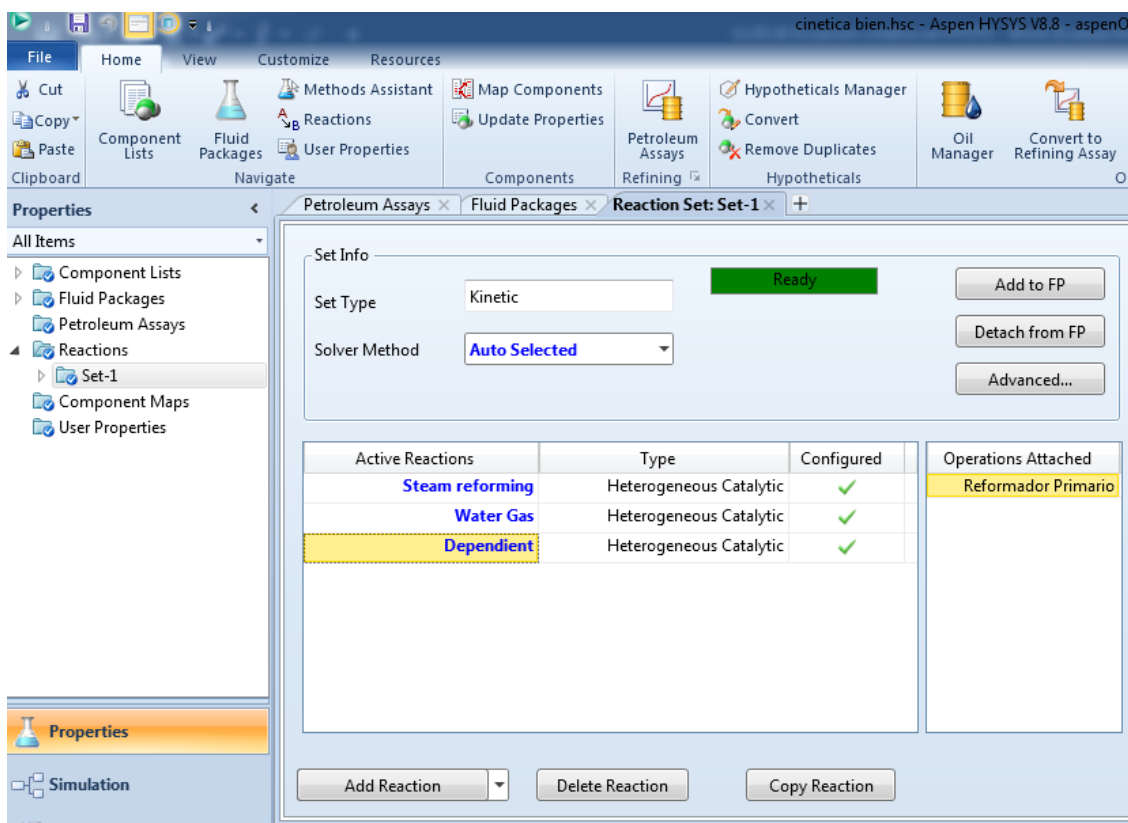 cinetica bien.hsc - Aspen HYSYS V8.8 - aspenO
File Home View Customize Resources
Cut
Copy
Paste
Clipboard
Component Lists
Fluid Packages
Methods Assistant
Reactions
User Properties
Navigate
Map Components
Update Properties
Components
Petroleum Assays
Refining
Hypotheticals Manager
Convert
Remove Duplicates
Hypotheticals
Oil Manager
Convert to Refining Assay
O
Properties <
All Items
Component Lists
Fluid Packages
Petroleum Assays
Reactions
Set-1
Component Maps
User Properties
Properties
Simulation
Petroleum Assays Fluid Packages Reaction Set: Set-1 +
Set Info
Set Type Kinetic
Solver Method Auto Selected
Ready
Add to FP
Detach from FP
Advanced...
Active Reactions Type Configured
Steam reforming Heterogeneous Catalytic
Water Gas Heterogeneous Catalytic
Dependient Heterogeneous Catalytic
Operations Attached
Reformador Primario
Add Reaction Delete Reaction Copy Reaction